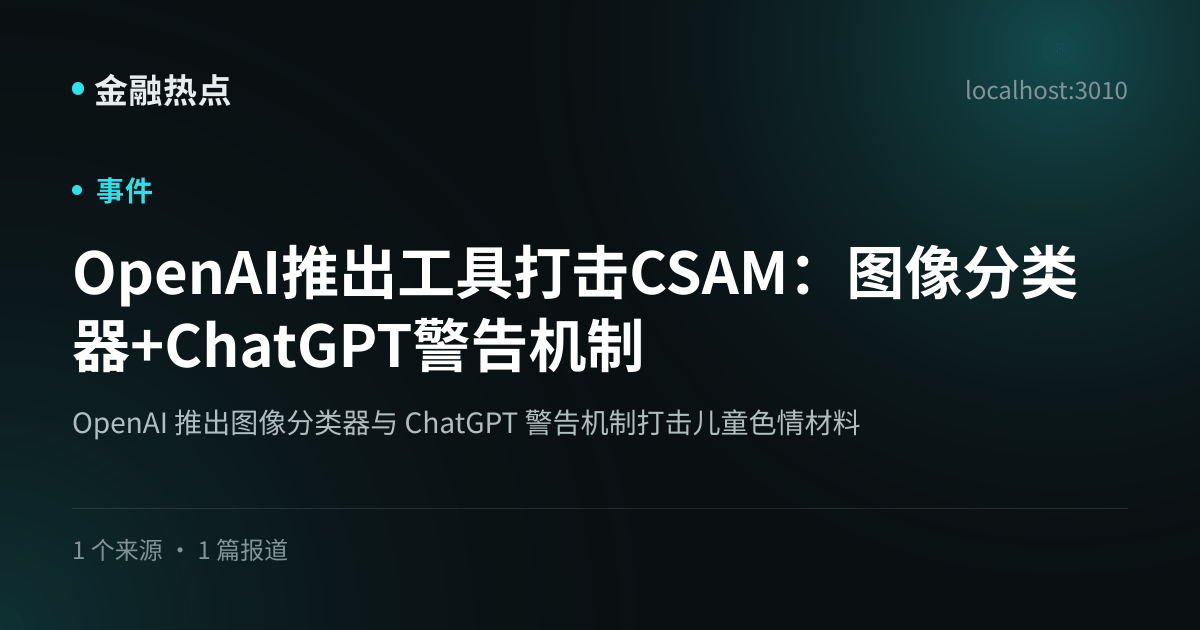 金融热点
localhost:3010
事件
OpenAI推出工具打击CSAM：图像分类
器+ChatGPT警告机制
OpenAI 推出图像分类器与 ChatGPT 警告机制打击儿童色情材料
1 个来源 · 1 篇报道